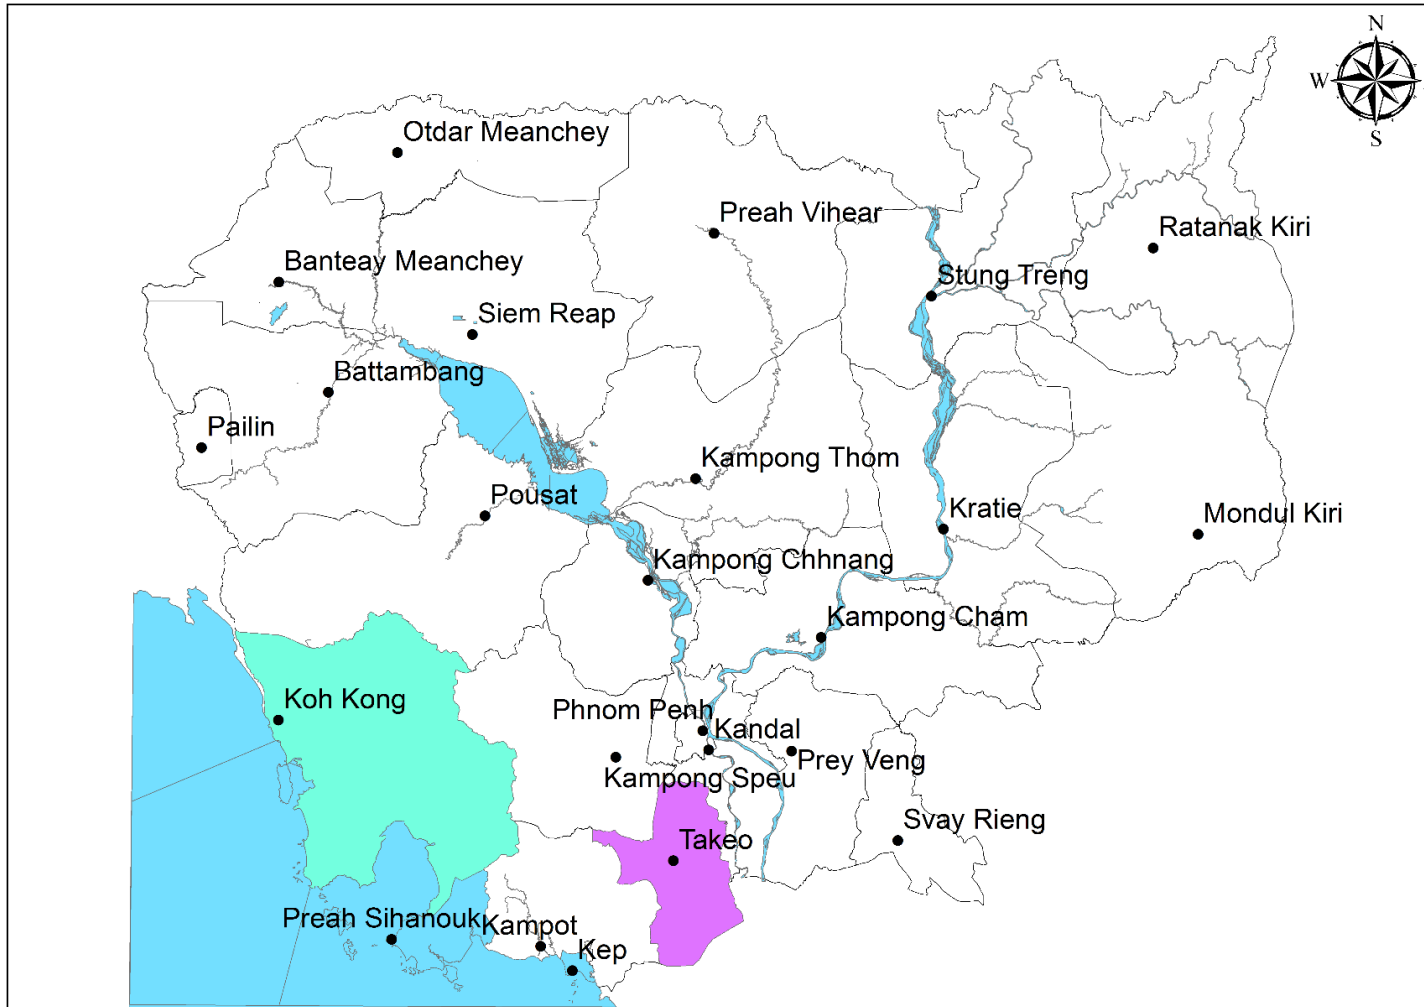 N
W
S
Otdar Meanchey
Preah Vihear
Ratanak Kiri
Banteay Meanchey
Stung Treng
Siem Reap
Battambang
Pailin
Kampong Thom
Pousat
Kratie
Mondul Kiri
Kampong Chhnang
Kampong Cham
Koh Kong
Phnom Penh
Kandal
Prey Veng
Kampong Speu
Svay Rieng
Takeo
Preah Sihanouk
Kampot
Kep